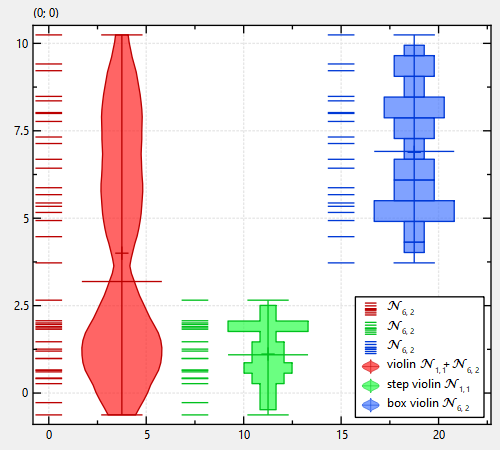 (0; 0)
10
7.5
5
2.5
0
0
5
10
15
20
𝒩6, 2
𝒩6, 2
𝒩6, 2
violin 𝒩1,1+𝒩6, 2
step violin 𝒩1,1
box violin 𝒩6, 2